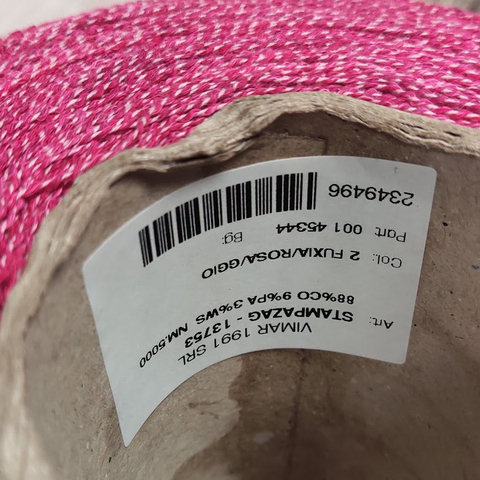 VIMAR 1991 SRL
Art.: STAMPAZAG - 13753
88%CO 9%PA 3%WS NM.5000
Col.: 2 FUXIA/ROSA/GGIO
Part: 001 45344 Bg:
2349496